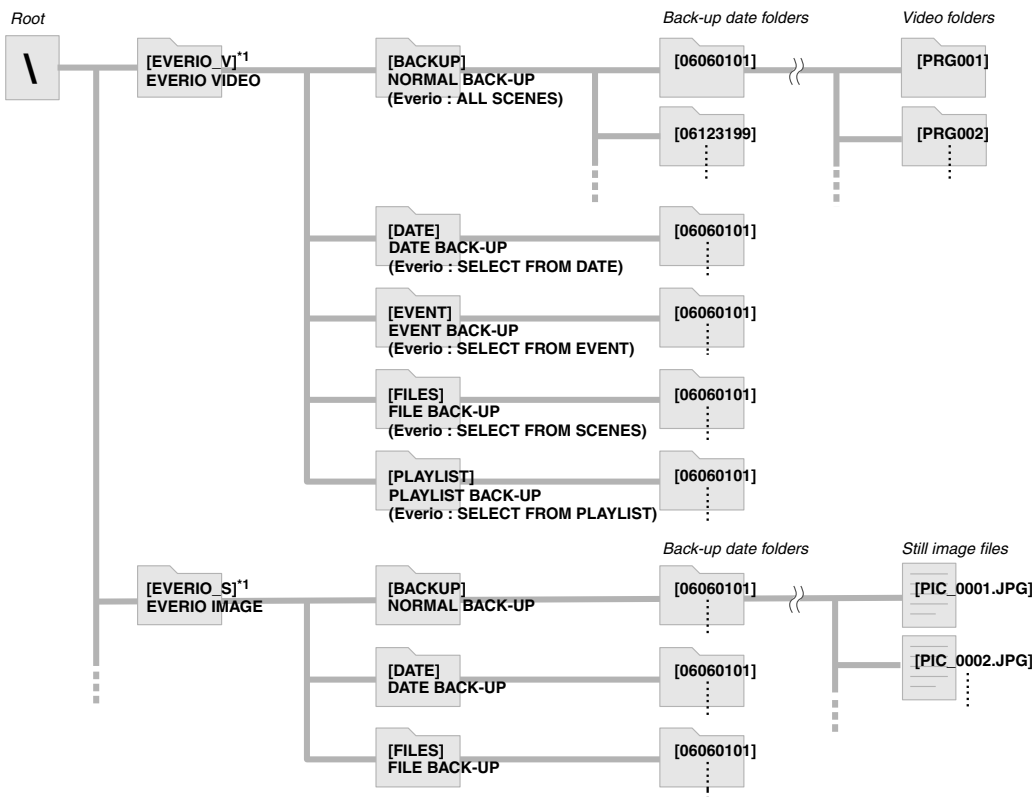 Root
Back-up date folders
Video folders
\
[EVERIO_V]*1
EVERIO VIDEO
[BACKUP]
NORMAL BACK-UP
(Everio : ALL SCENES)
[06060101]
[PRG001]
[06123199]
[PRG002]
[DATE]
DATE BACK-UP
(Everio : SELECT FROM DATE)
[06060101]
[EVENT]
EVENT BACK-UP
(Everio : SELECT FROM EVENT)
[06060101]
[FILES]
FILE BACK-UP
(Everio : SELECT FROM SCENES)
[06060101]
[PLAYLIST]
PLAYLIST BACK-UP
(Everio : SELECT FROM PLAYLIST)
[06060101]
Back-up date folders
Still image files
[EVERIO_S]*1
EVERIO IMAGE
[BACKUP]
NORMAL BACK-UP
[06060101]
[PIC_0001.JPG]
[PIC_0002.JPG]
[DATE]
DATE BACK-UP
[06060101]
[FILES]
FILE BACK-UP
[06060101]